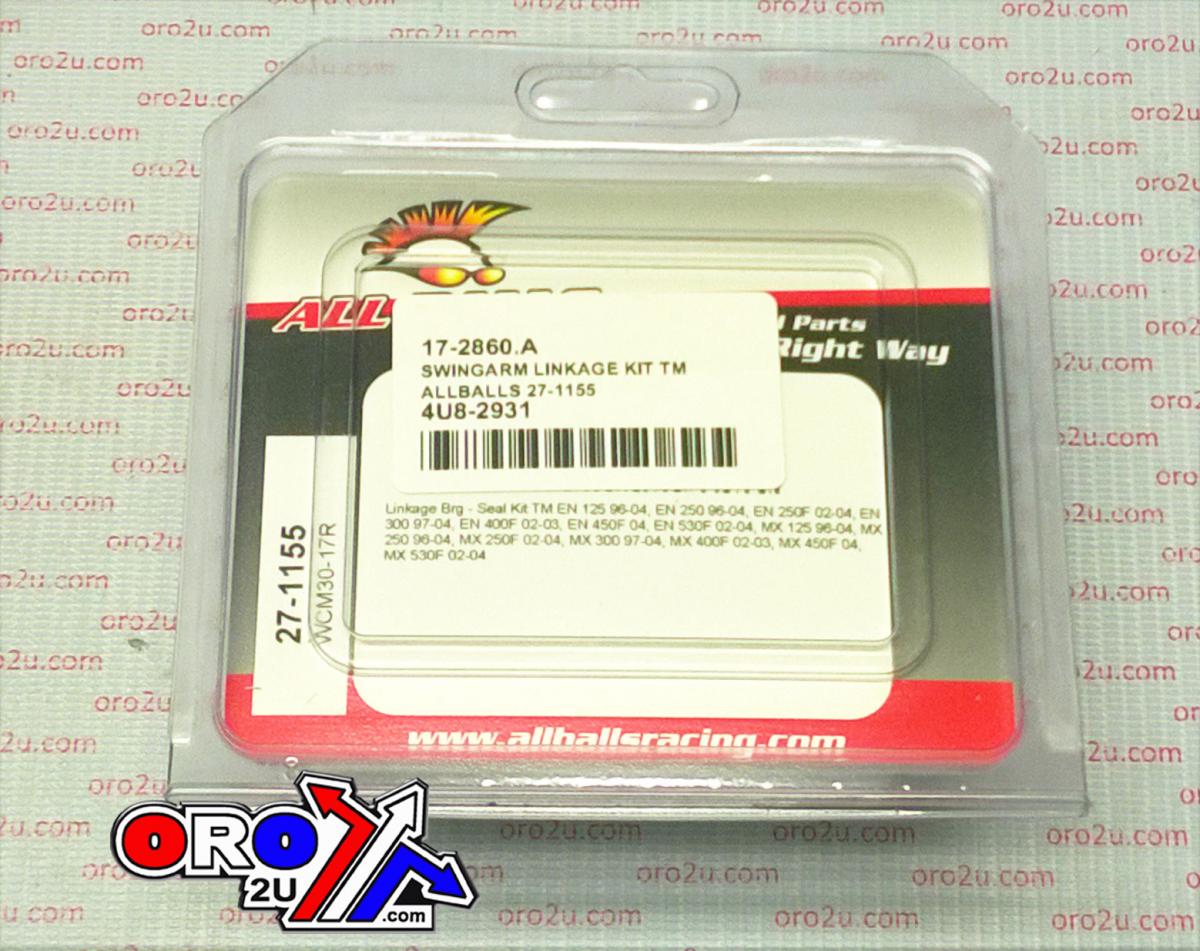 ALL
l Parts
Right Way
17-2860.A
SWINGARM LINKAGE KIT TM
ALLBALLS 27-1155
4U8-2931
Linkage Brg - Seal Kit TM EN 125 96-04, EN 250 96-04, EN 250F 02-04, EN
300 97-04, EN 400F 02-03, EN 450F 04, EN 530F 02-04, MX 125 96-04, MX
250 96-04, MX 250F 02-04, MX 300 97-04, MX 400F 02-03, MX 450F 04,
MX 530F 02-04
27-1155
WCM30-17R
www.allballsracing.com
ORO
2U
.com
oro2u.com